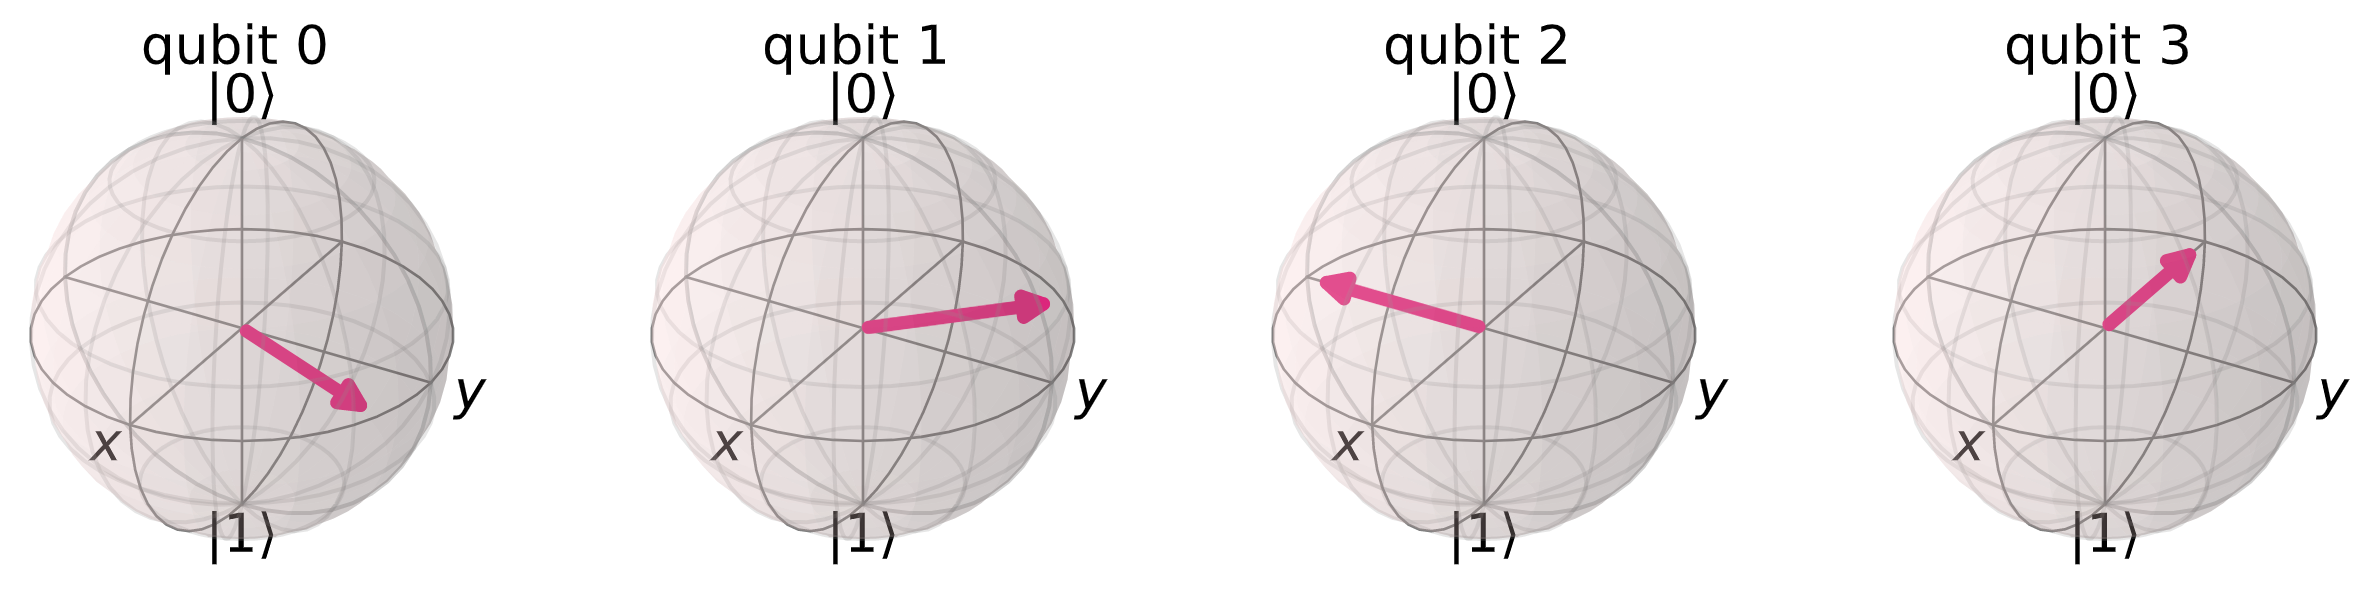 qubit 0
|0⟩
x
y
|1⟩
qubit 1
|0⟩
x
y
|1⟩
qubit 2
|0⟩
x
y
|1⟩
qubit 3
|0⟩
x
y
|1⟩